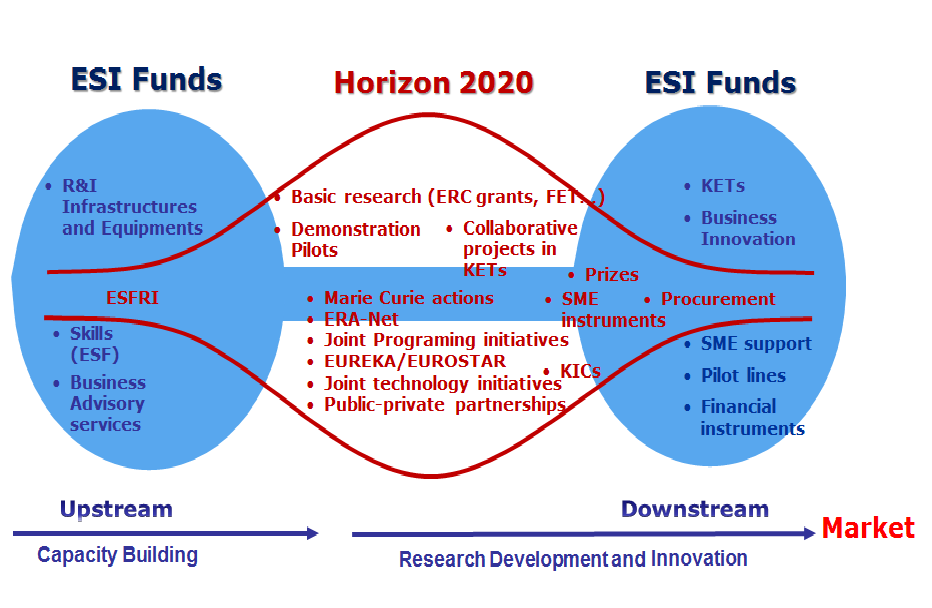 ESI Funds
Horizon 2020
ESI Funds
• R&I
Infrastructures
and Equipments
• Basic research (ERC grants, FET...)
• Demonstration
Pilots
• Collaborative
projects in
KETs
• KETs
• Business
Innovation
• Prizes
ESFRI
• Marie Curie actions
• ERA-Net
• Joint Programing initiatives
• EUREKA/EUROSTAR
• Joint technology initiatives
• Public-private partnerships
• SME
instruments
• Procurement
• KICs
• Skills
(ESF)
• Business
Advisory
services
• SME support
• Pilot lines
• Financial
instruments
Upstream
Downstream
Market
Capacity Building
Research Development and Innovation